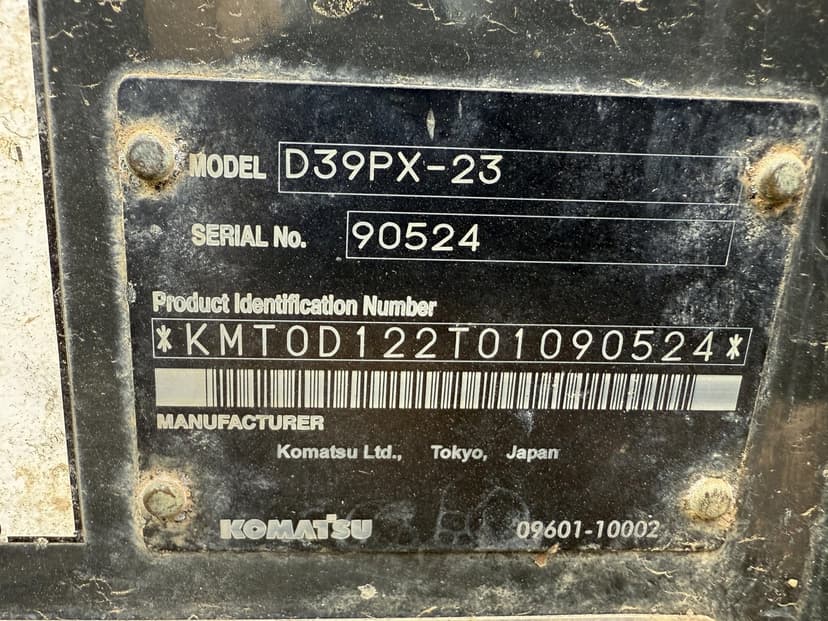 MODEL D39PX-23
SERIAL No. 90524
Product Identification Number
*KMT0D122T01090524*
MANUFACTURER
Komatsu Ltd., Tokyo, Japan
KOMATSU 09601-10002